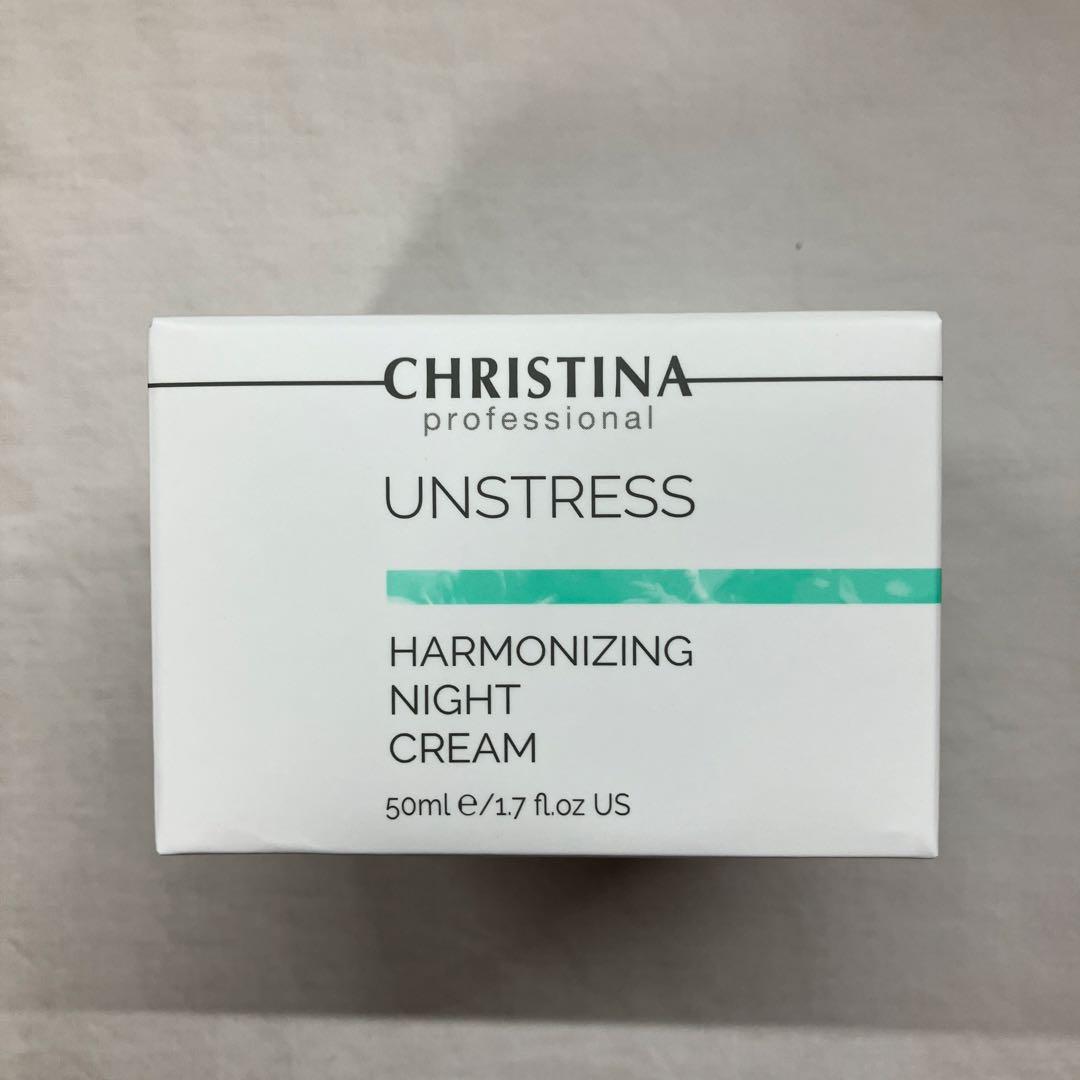 CHRISTINA
professional
UNSTRESS
HARMONIZING
NIGHT
CREAM
50ml ℮/1.7 fl.oz US